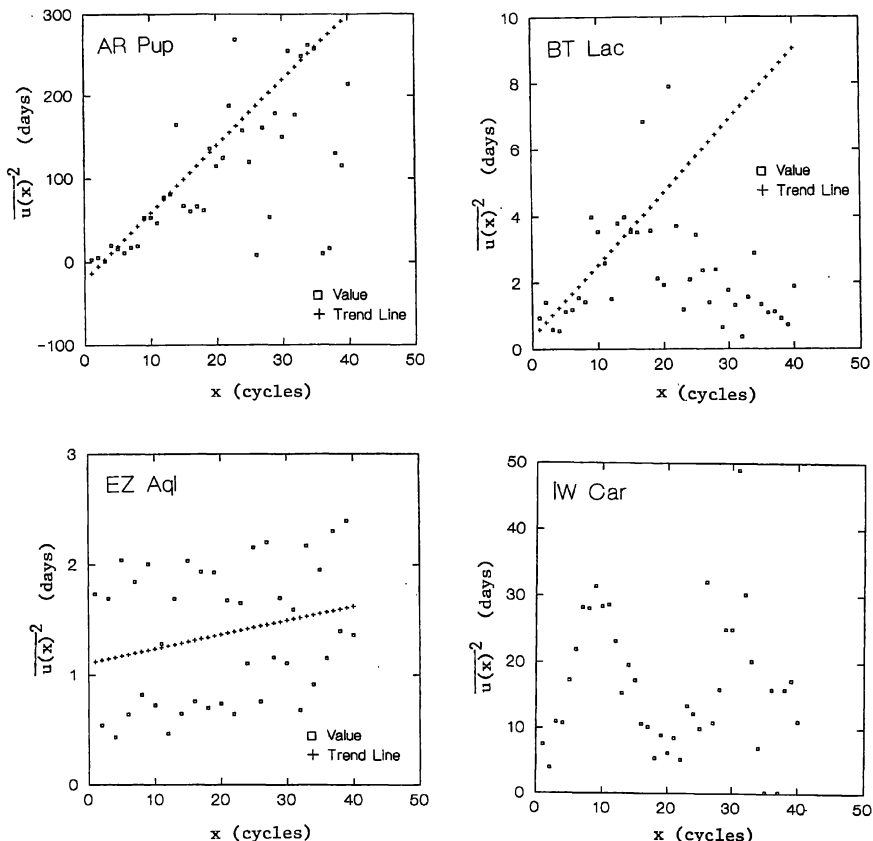 AR Pup
300
200
100
0
-100
u(x)² (days)
□ Value
+ Trend Line
0 10 20 30 40 50
x (cycles)
BT Lac
10
8
6
4
2
0
u(x)² (days)
□ Value
+ Trend Line
0 10 20 30 40 50
x (cycles)
EZ Aql
3
2
1
0
u(x)² (days)
□ Value
+ Trend Line
0 10 20 30 40 50
x (cycles)
IW Car
50
40
30
20
10
0
u(x)² (days)
0 10 20 30 40 50
x (cycles)